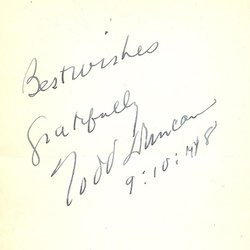 Best wishes
Gratefully
Todd Duncan
9:10:48